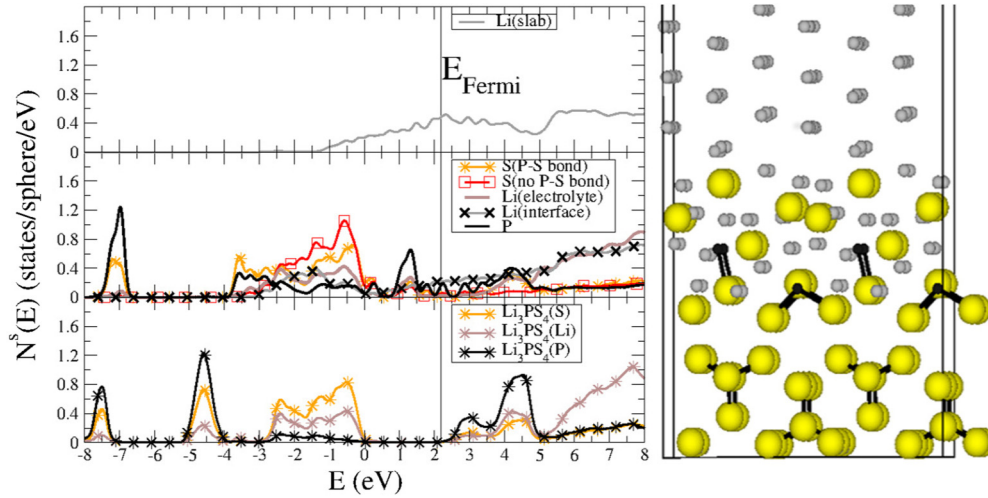 Li(slab)
E_Fermi
1.6
1.2
0.8
0.4
0
S(P-S bond)
S(no P-S bond)
Li(electrolyte)
Li(interface)
P
1.6
1.2
0.8
0.4
0
Li₃PS₄(S)
Li₃PS₄(Li)
Li₃PS₄(P)
1.6
1.2
0.8
0.4
0
-8 -7 -6 -5 -4 -3 -2 -1 0 1 2 3 4 5 6 7 8
E (eV)
Nˢ(E) (states/sphere/eV)